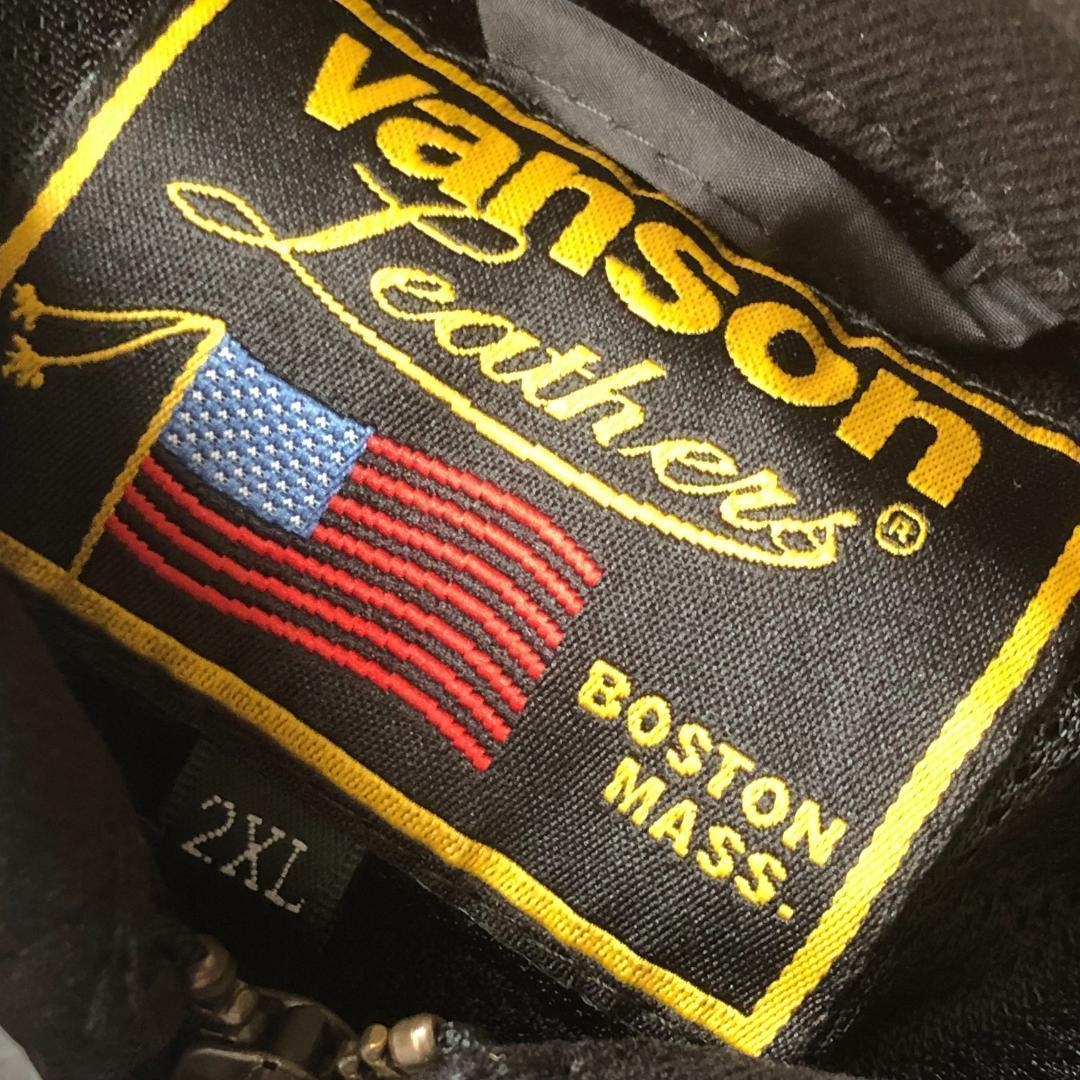 vanson
Leathers®
BOSTON
MASS.
2XL